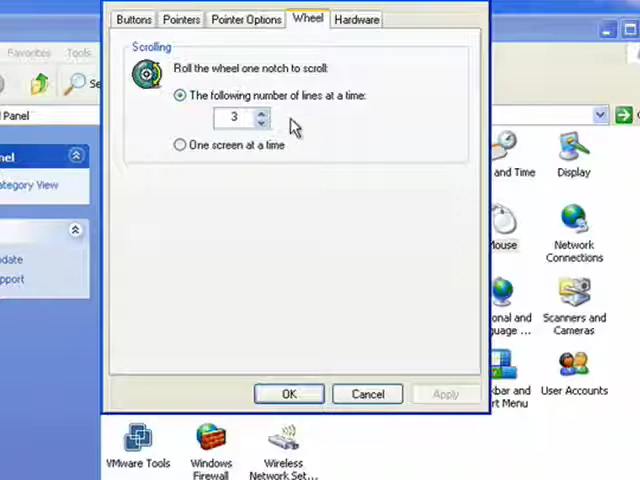 Buttons Pointers Pointer Options Wheel Hardware
Scrolling
Roll the wheel one notch to scroll:
The following number of lines at a time:
3
One screen at a time
OK Cancel Apply
Favorites Tools
Panel
ategory View
pdate
pport
and Time
Display
Mouse
Network
Connections
onal and
guage ...
Scanners and
Cameras
kbar and
rt Menu
User Accounts
VMware Tools
Windows
Firewall
Wireless
Network Set...